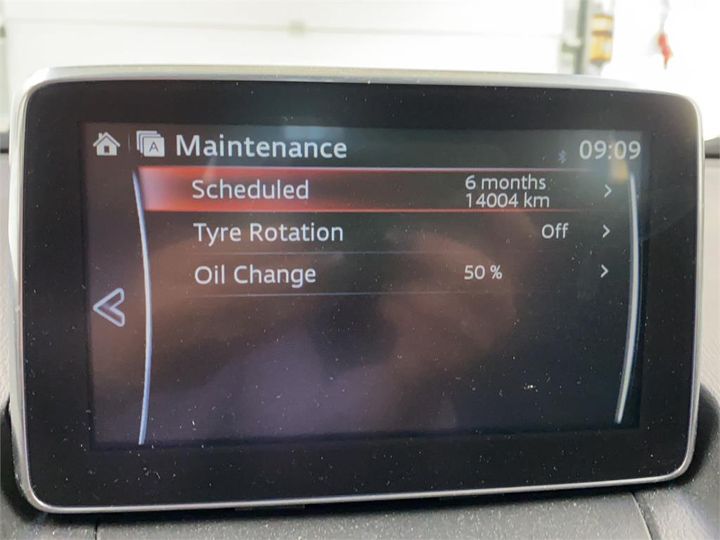 A Maintenance 09:09
Scheduled 6 months
14004 km
Tyre Rotation Off
Oil Change 50 %